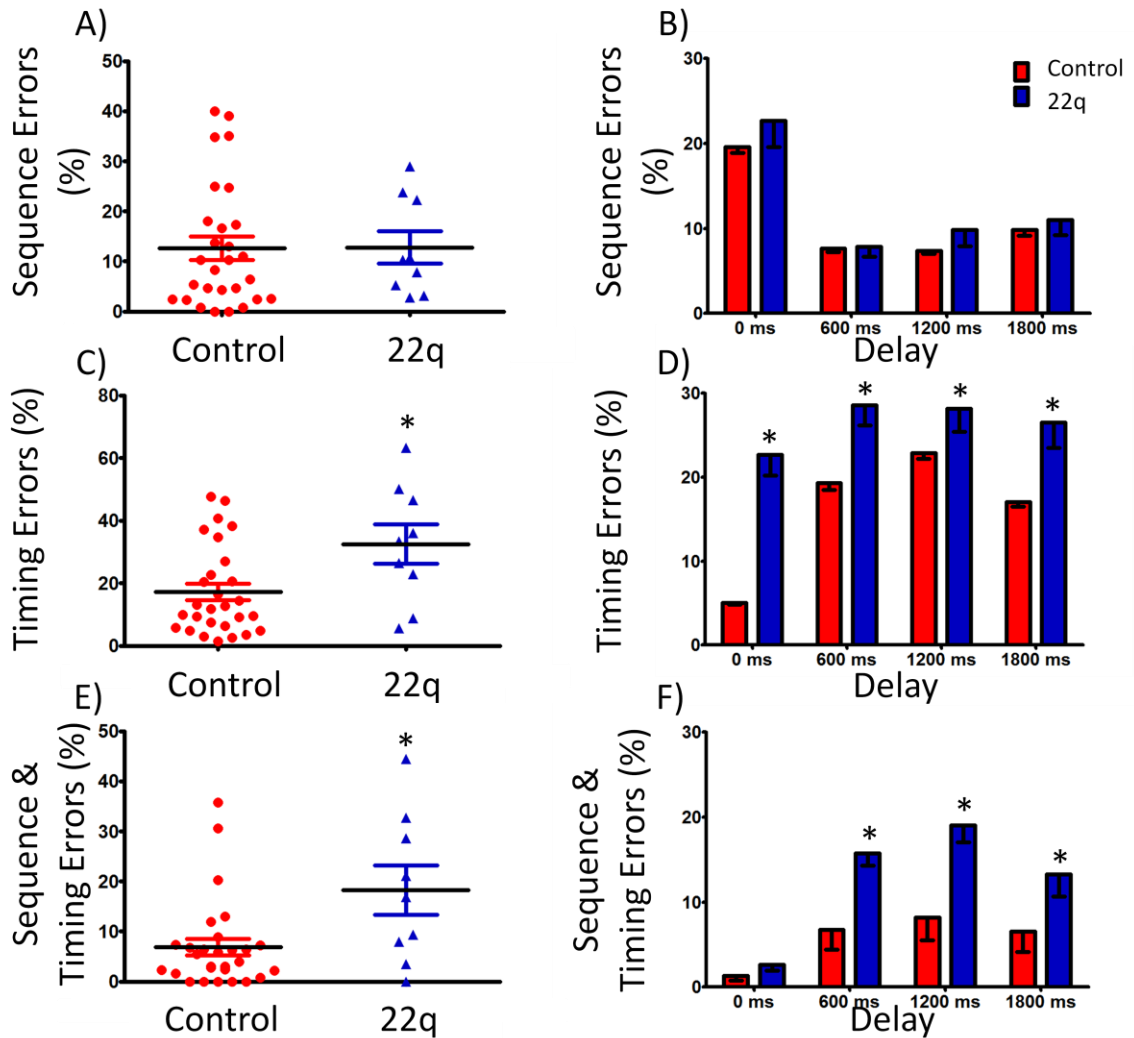 A)
Sequence Errors
(%)
50
40
30
20
10
0
Control
22q
B)
Sequence Errors
(%)
30
20
10
0
Control
22q
0 ms
600 ms
1200 ms
1800 ms
Delay
C)
Timing Errors (%)
80
60
40
20
0
*
Control
22q
D)
Timing Errors (%)
30
20
10
0
*
*
*
*
0 ms
600 ms
1200 ms
1800 ms
Delay
E)
Sequence &
Timing Errors (%)
50
40
30
20
10
0
*
Control
22q
F)
Sequence &
Timing Errors (%)
30
20
10
0
*
*
*
0 ms
600 ms
1200 ms
1800 ms
Delay